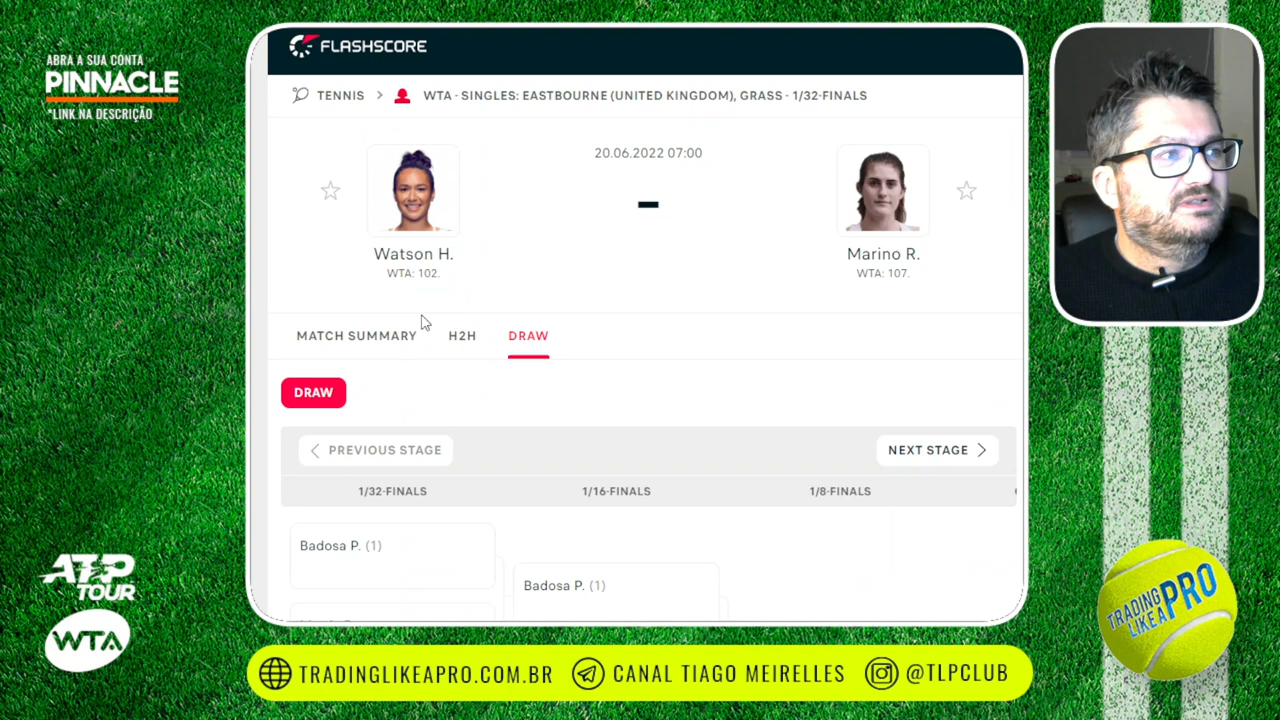 ABRA A SUA CONTA
PINNACLE
*LINK NA DESCRIÇÃO
FLASHSCORE
TENNIS > WTA - SINGLES: EASTBOURNE (UNITED KINGDOM), GRASS - 1/32-FINALS
20.06.2022 07:00
-
Watson H.
WTA: 102.
Marino R.
WTA: 107.
MATCH SUMMARY H2H DRAW
DRAW
< PREVIOUS STAGE NEXT STAGE >
1/32-FINALS 1/16-FINALS 1/8-FINALS
Badosa P. (1)
Badosa P. (1)
ATP
TOUR
WTA
TRADING
LIKE A
PRO
TRADINGLIKEAPRO.COM.BR CANAL TIAGO MEIRELLES @TLPCLUB